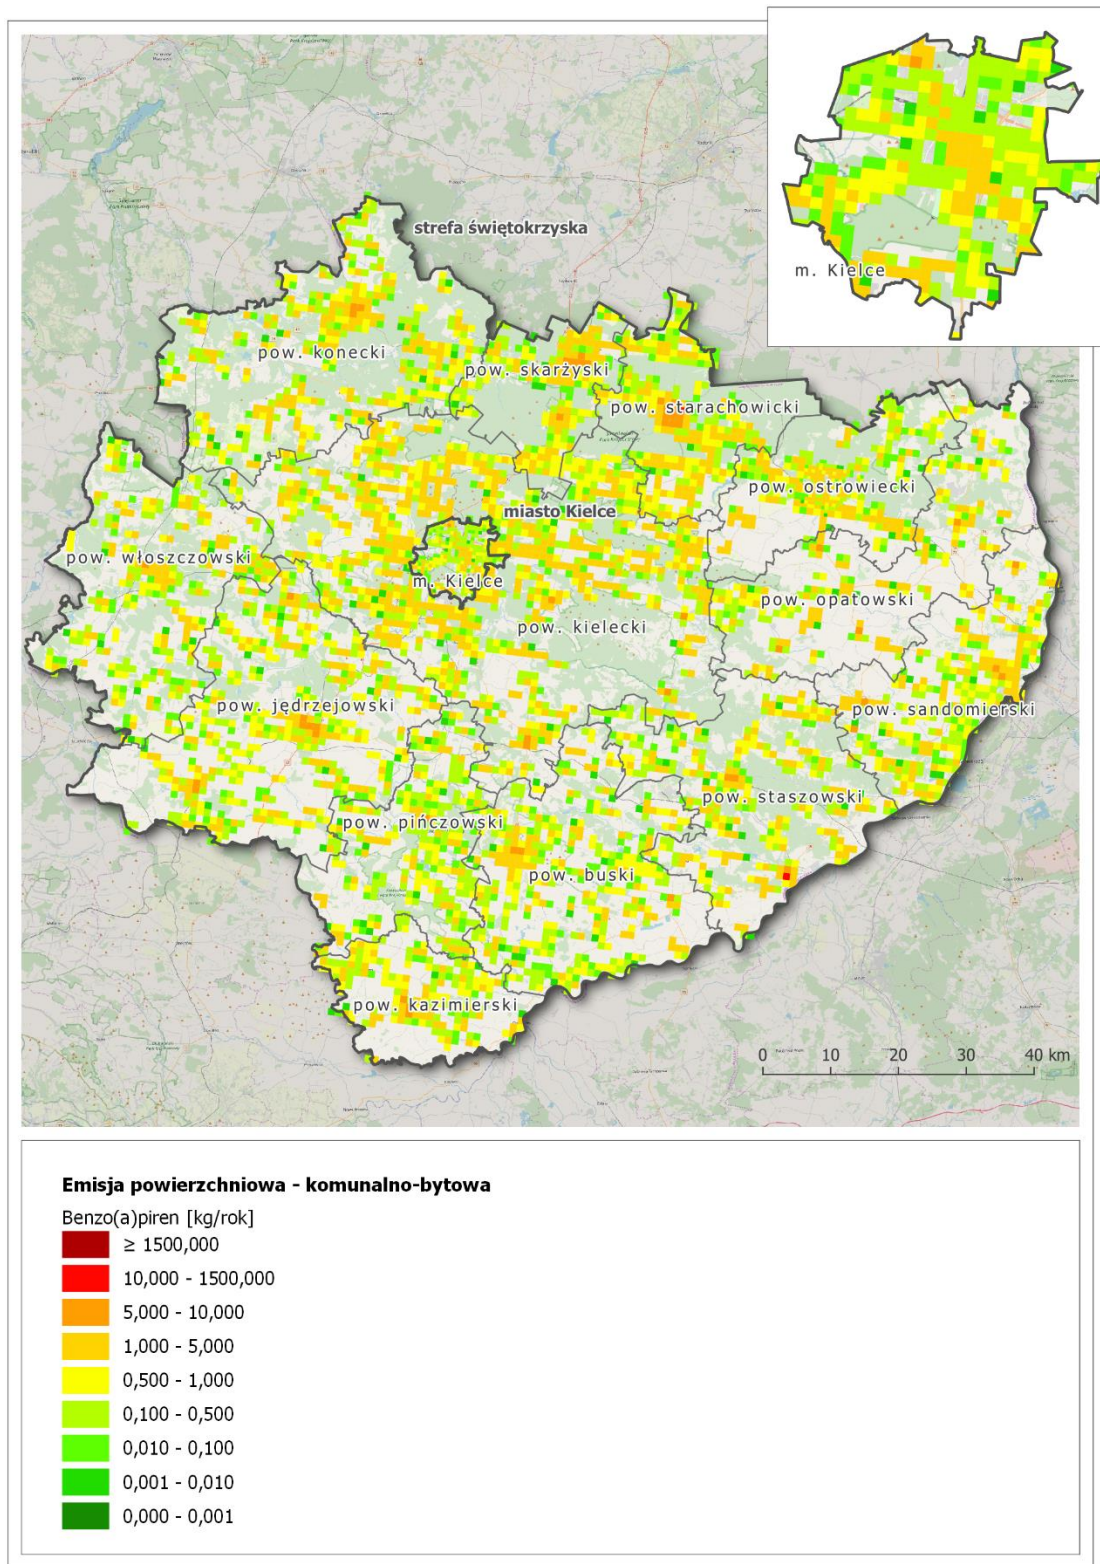 m. Kielce
strefa świętokrzyska
pow. konecki
pow. skarżyski
pow. starachowicki
pow. ostrowiecki
miasto Kielce
pow. włoszczowski
m. Kielce
pow. opatowski
pow. kielecki
pow. jędrzejowski
pow. sandomierski
pow. staszowski
pow. pińczowski
pow. buski
pow. kazimierski
0 10 20 30 40 km
Emisja powierzchniowa - komunalno-bytowa
Benzo(a)piren [kg/rok]
≥ 1500,000
10,000 - 1500,000
5,000 - 10,000
1,000 - 5,000
0,500 - 1,000
0,100 - 0,500
0,010 - 0,100
0,001 - 0,010
0,000 - 0,001